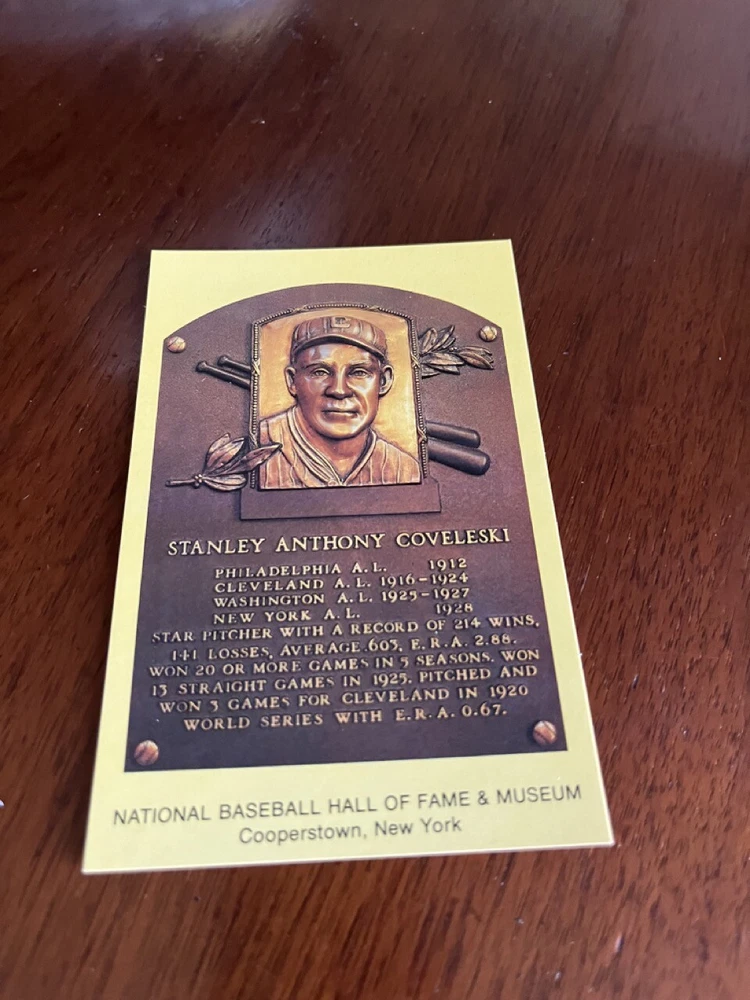 C
STANLEY ANTHONY COVELESKI
PHILADELPHIA A.L. 1912
CLEVELAND A.L. 1916-1924
WASHINGTON A.L. 1925-1927
NEW YORK A.L. 1928
STAR PITCHER WITH A RECORD OF 214 WINS,
141 LOSSES, AVERAGE .603, E.R.A. 2.88.
WON 20 OR MORE GAMES IN 5 SEASONS. WON
13 STRAIGHT GAMES IN 1925. PITCHED AND
WON 3 GAMES FOR CLEVELAND IN 1920
WORLD SERIES WITH E.R.A. 0.67.
NATIONAL BASEBALL HALL OF FAME & MUSEUM
Cooperstown, New York